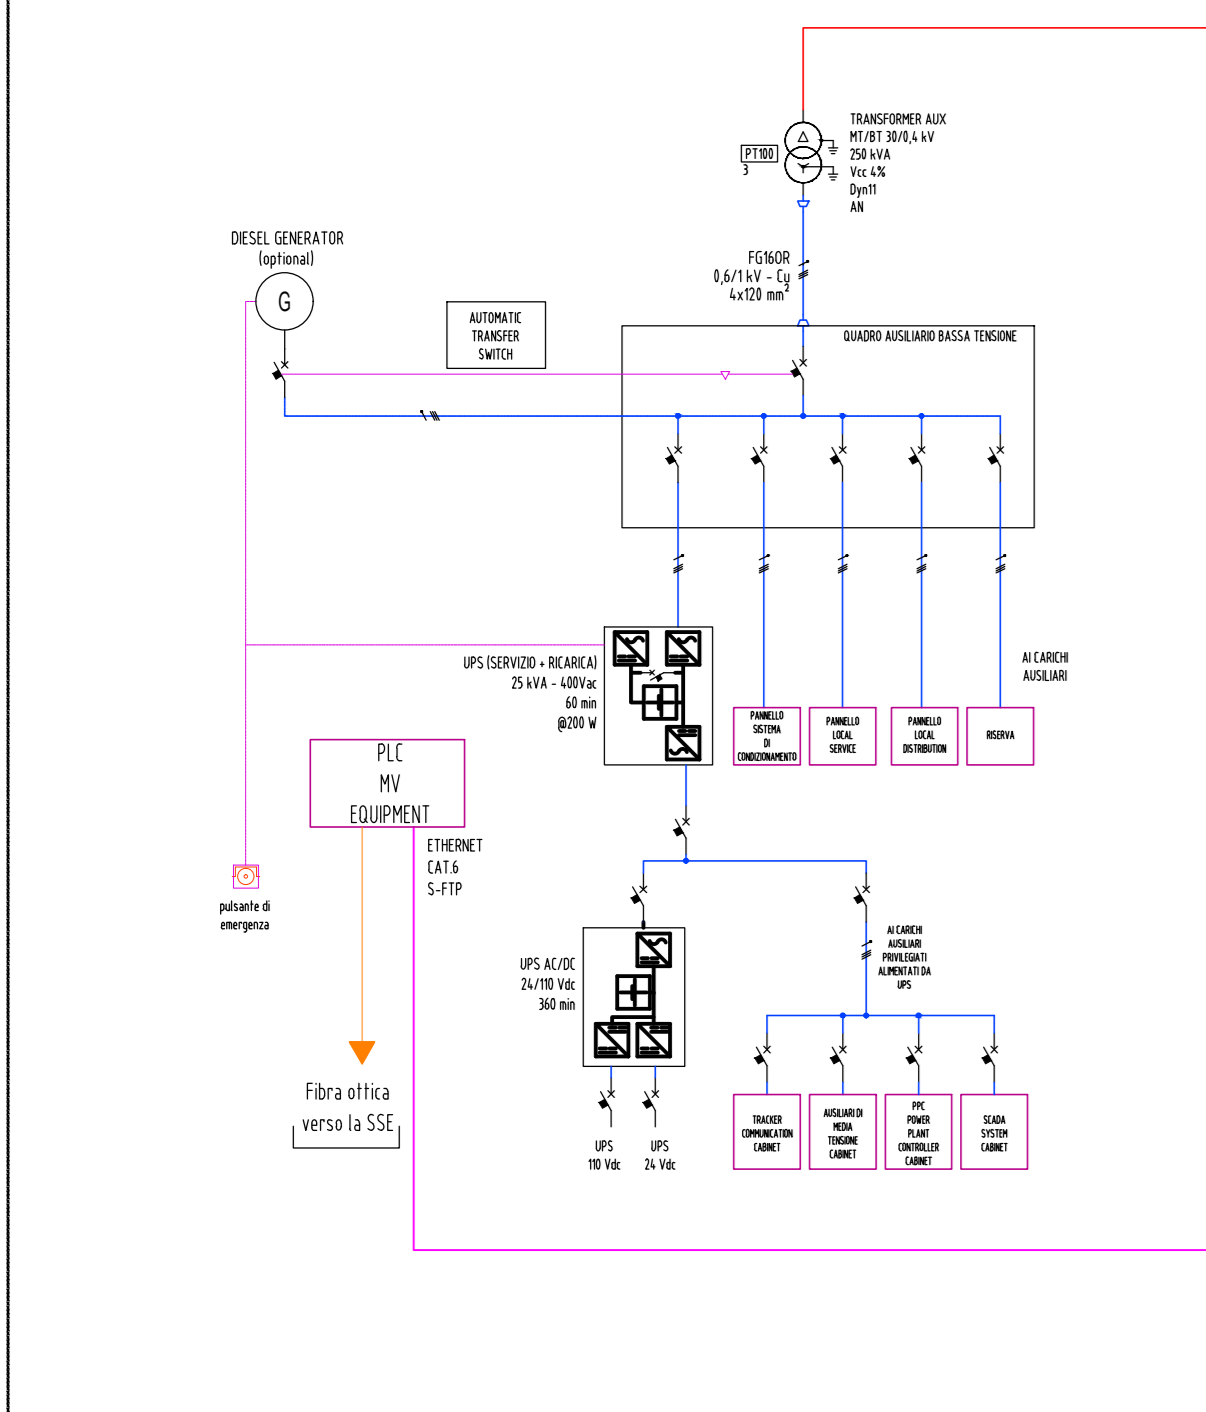 TRANSFORMER AUX
MT/BT 30/0,4 kV
250 kVA
Vcc 4%
Dyn11
AN
PT100
3
DIESEL GENERATOR
(optional)
G
FG16OR
0,6/1 kV - Cu
4x120 mm²
AUTOMATIC
TRANSFER
SWITCH
QUADRO AUSILIARIO BASSA TENSIONE
UPS (SERVIZIO + RICARICA)
25 kVA - 400Vac
60 min
@200 W
AI CARICHI
AUSILIARI
PANNELLO
SISTEMA
DI
CONDIZIONAMENTO
PANNELLO
LOCAL
SERVICE
PANNELLO
LOCAL
DISTRIBUTION
RISERVA
PLC
MV
EQUIPMENT
ETHERNET
CAT.6
S-FTP
pulsante di
emergenza
UPS AC/DC
24/110 Vdc
360 min
AI CARICHI
AUSILIARI
PRIVILEGIATI
ALIMENTATI DA
UPS
Fibra ottica
verso la SSE
UPS
110 Vdc
UPS
24 Vdc
TRACKER
COMMUNICATION
CABINET
AUSILIARI DI
MEDIA
TENSIONE
CABINET
PPC
POWER
PLANT
CONTROLLER
CABINET
SCADA
SYSTEM
CABINET